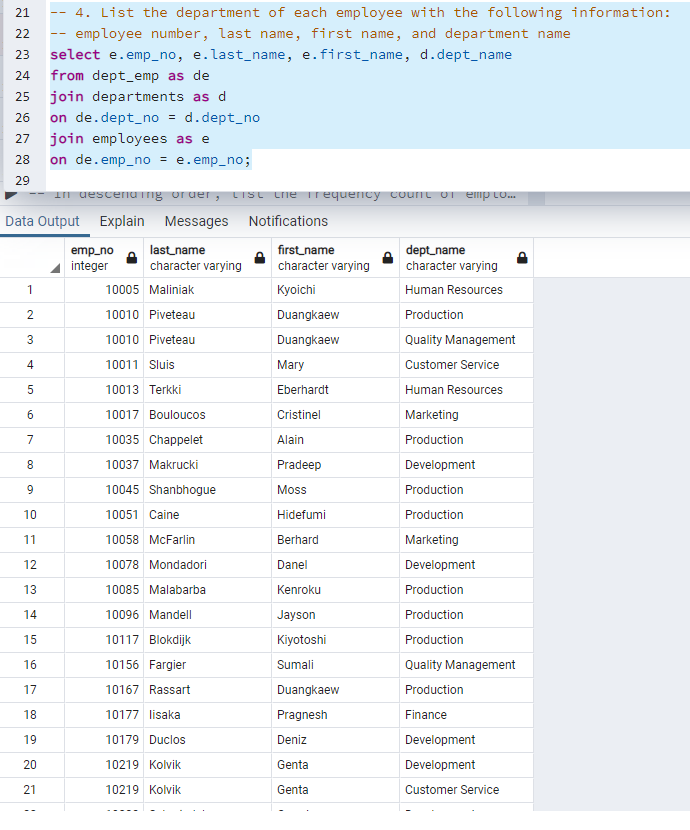 21 -- 4. List the department of each employee with the following information:
22 -- employee number, last name, first name, and department name
23 select e.emp_no, e.last_name, e.first_name, d.dept_name
24 from dept_emp as de
25 join departments as d
26 on de.dept_no = d.dept_no
27 join employees as e
28 on de.emp_no = e.emp_no;
29
-- In descending order, list the frequency count of emplo…
Data Output Explain Messages Notifications
emp_no last_name first_name dept_name
integer character varying character varying character varying
1 10005 Maliniak Kyoichi Human Resources
2 10010 Piveteau Duangkaew Production
3 10010 Piveteau Duangkaew Quality Management
4 10011 Sluis Mary Customer Service
5 10013 Terkki Eberhardt Human Resources
6 10017 Bouloucos Cristinel Marketing
7 10035 Chappelet Alain Production
8 10037 Makrucki Pradeep Development
9 10045 Shanbhogue Moss Production
10 10051 Caine Hidefumi Production
11 10058 McFarlin Berhard Marketing
12 10078 Mondadori Danel Development
13 10085 Malabarba Kenroku Production
14 10096 Mandell Jayson Production
15 10117 Blokdijk Kiyotoshi Production
16 10156 Fargier Sumali Quality Management
17 10167 Rassart Duangkaew Production
18 10177 Iisaka Pragnesh Finance
19 10179 Duclos Deniz Development
20 10219 Kolvik Genta Development
21 10219 Kolvik Genta Customer Service